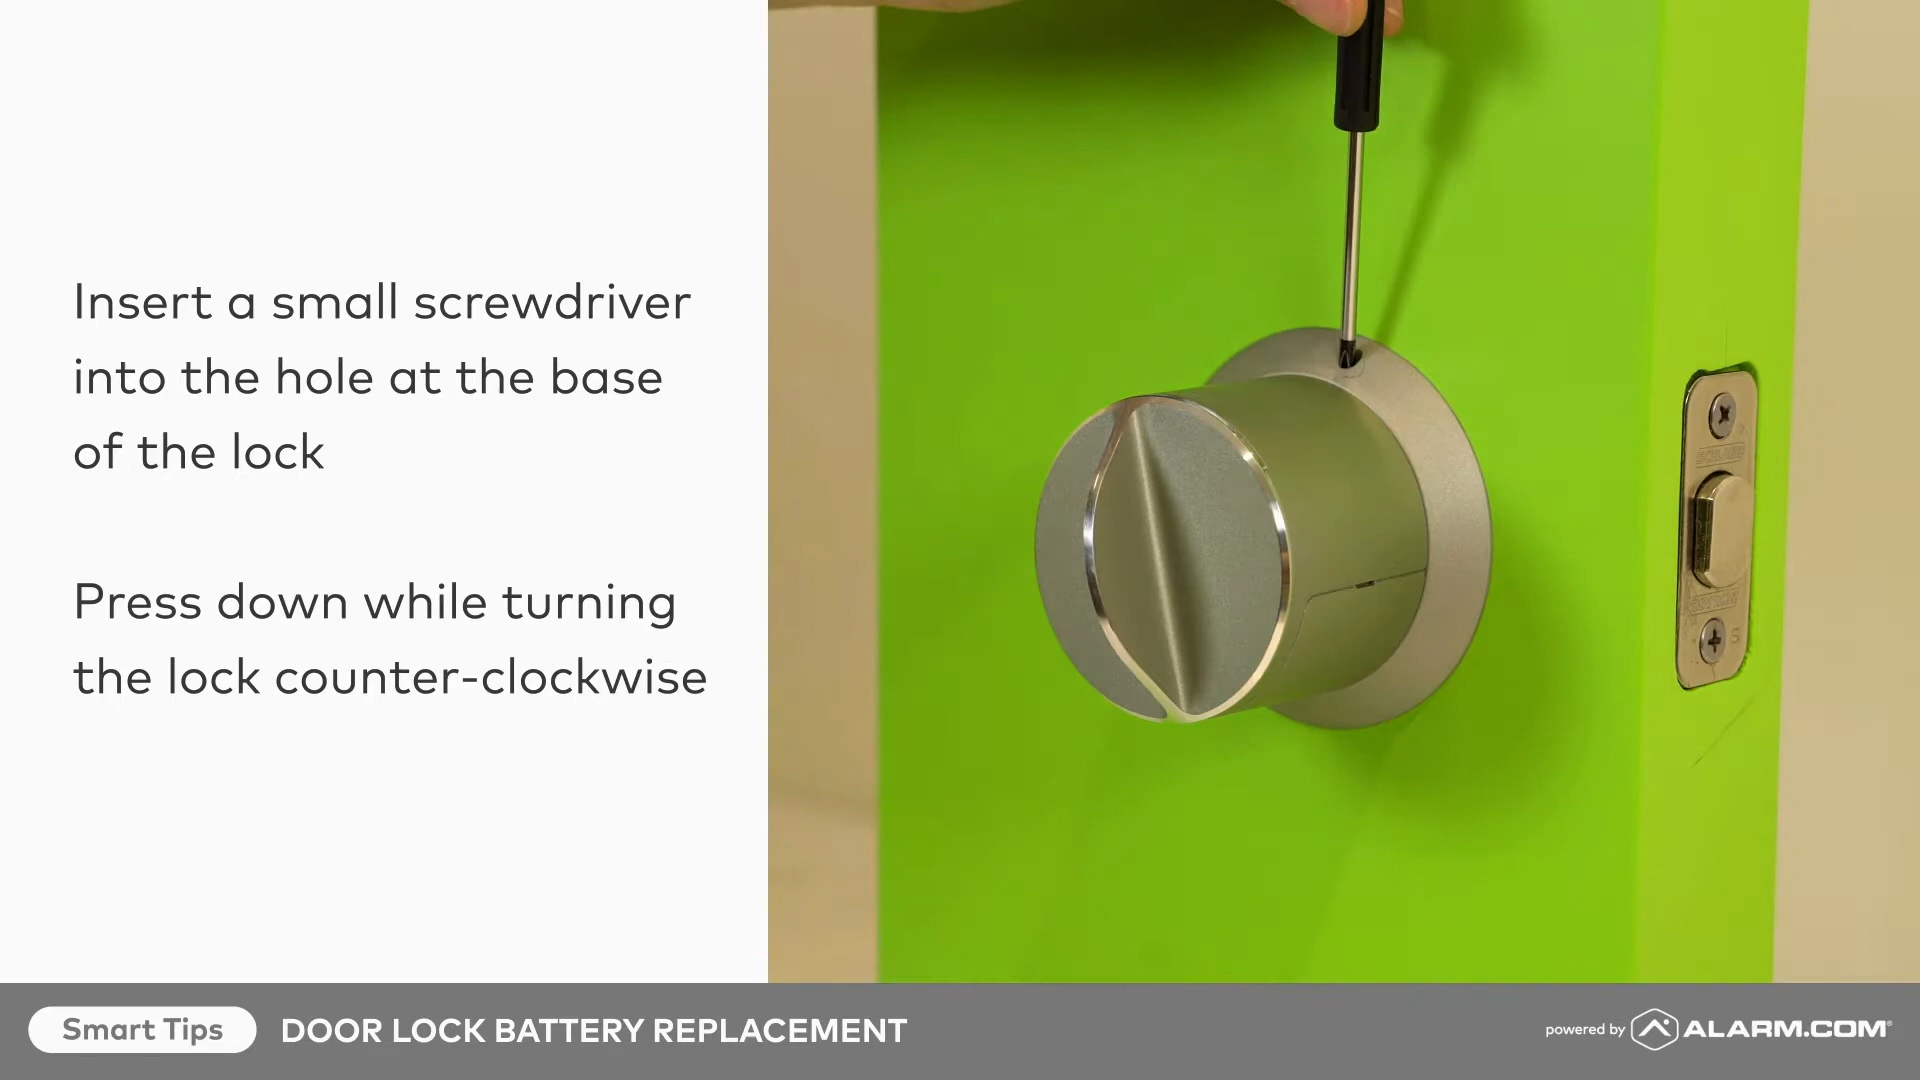 Insert a small screwdriver
into the hole at the base
of the lock
Press down while turning
the lock counter-clockwise
Smart Tips
DOOR LOCK BATTERY REPLACEMENT
powered by ALARM.COM®